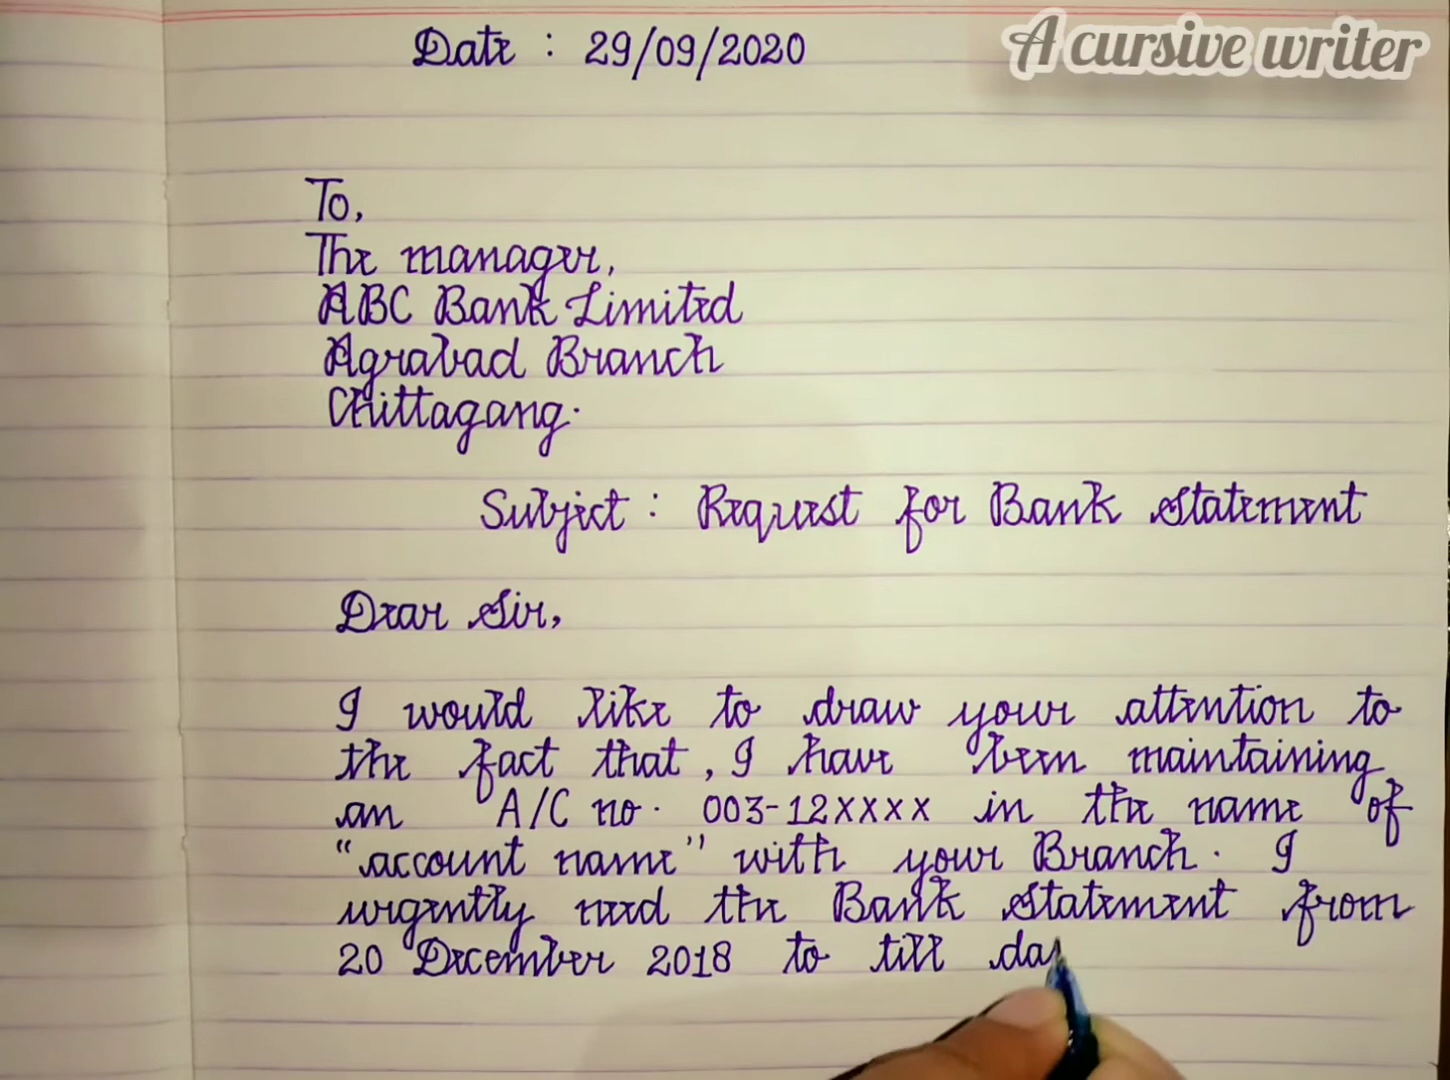 A cursive writer
Date : 29/09/2020
To,
The manager,
ABC Bank Limited
Agrabad Branch
Chittagang.
Subject : Request for Bank statement
Dear Sir,
I would like to draw your attention to
the fact that, I have been maintaining
an A/C no. 003-12xxxx in the name of
"account name" with your Branch. I
urgently need the Bank statement from
20 December 2018 to till